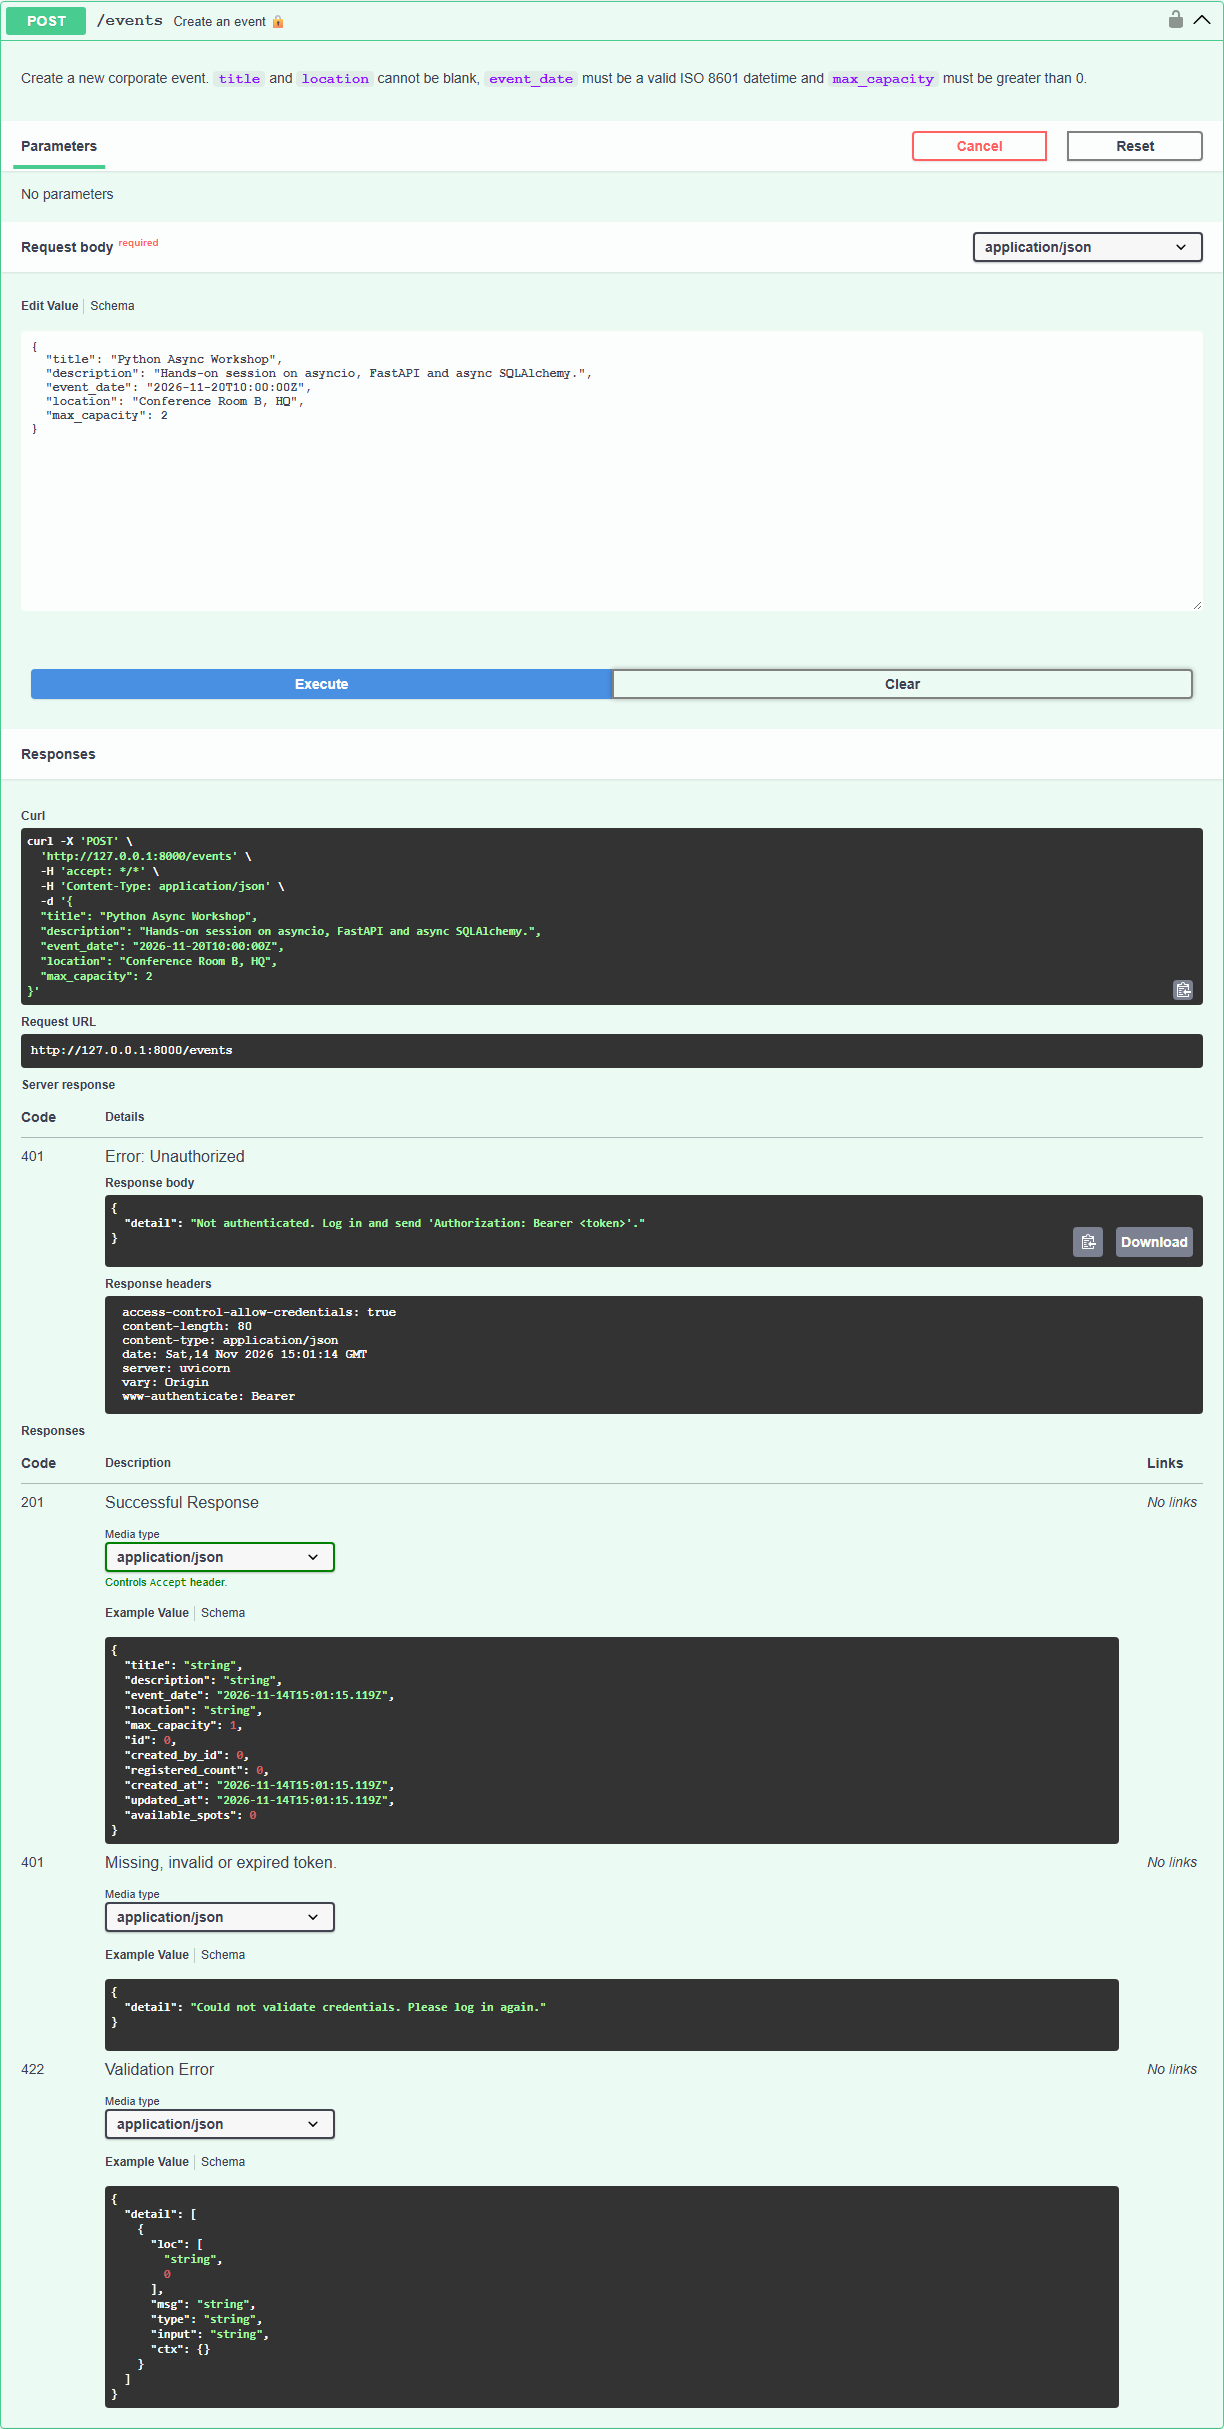 POST /events Create an event 🔒
Create a new corporate event. title and location cannot be blank, event_date must be a valid ISO 8601 datetime and max_capacity must be greater than 0.
Parameters Cancel Reset
No parameters
Request body required application/json
Edit Value Schema
{
  "title": "Python Async Workshop",
  "description": "Hands-on session on asyncio, FastAPI and async SQLAlchemy.",
  "event_date": "2026-11-20T10:00:00Z",
  "location": "Conference Room B, HQ",
  "max_capacity": 2
}
Execute Clear
Responses
Curl
curl -X 'POST' \
  'http://127.0.0.1:8000/events' \
  -H 'accept: */*' \
  -H 'Content-Type: application/json' \
  -d '{
  "title": "Python Async Workshop",
  "description": "Hands-on session on asyncio, FastAPI and async SQLAlchemy.",
  "event_date": "2026-11-20T10:00:00Z",
  "location": "Conference Room B, HQ",
  "max_capacity": 2
}'
Request URL
http://127.0.0.1:8000/events
Server response
Code Details
401 Error: Unauthorized
Response body
{
  "detail": "Not authenticated. Log in and send 'Authorization: Bearer <token>'."
}
Download
Response headers
access-control-allow-credentials: true
content-length: 80
content-type: application/json
date: Sat,14 Nov 2026 15:01:14 GMT
server: uvicorn
vary: Origin
www-authenticate: Bearer
Responses
Code Description Links
201 Successful Response No links
Media type
application/json
Controls Accept header.
Example Value Schema
{
  "title": "string",
  "description": "string",
  "event_date": "2026-11-14T15:01:15.119Z",
  "location": "string",
  "max_capacity": 1,
  "id": 0,
  "created_by_id": 0,
  "registered_count": 0,
  "created_at": "2026-11-14T15:01:15.119Z",
  "updated_at": "2026-11-14T15:01:15.119Z",
  "available_spots": 0
}
401 Missing, invalid or expired token. No links
Media type
application/json
Example Value Schema
{
  "detail": "Could not validate credentials. Please log in again."
}
422 Validation Error No links
Media type
application/json
Example Value Schema
{
  "detail": [
    {
      "loc": [
        "string",
        0
      ],
      "msg": "string",
      "type": "string",
      "input": "string",
      "ctx": {}
    }
  ]
}